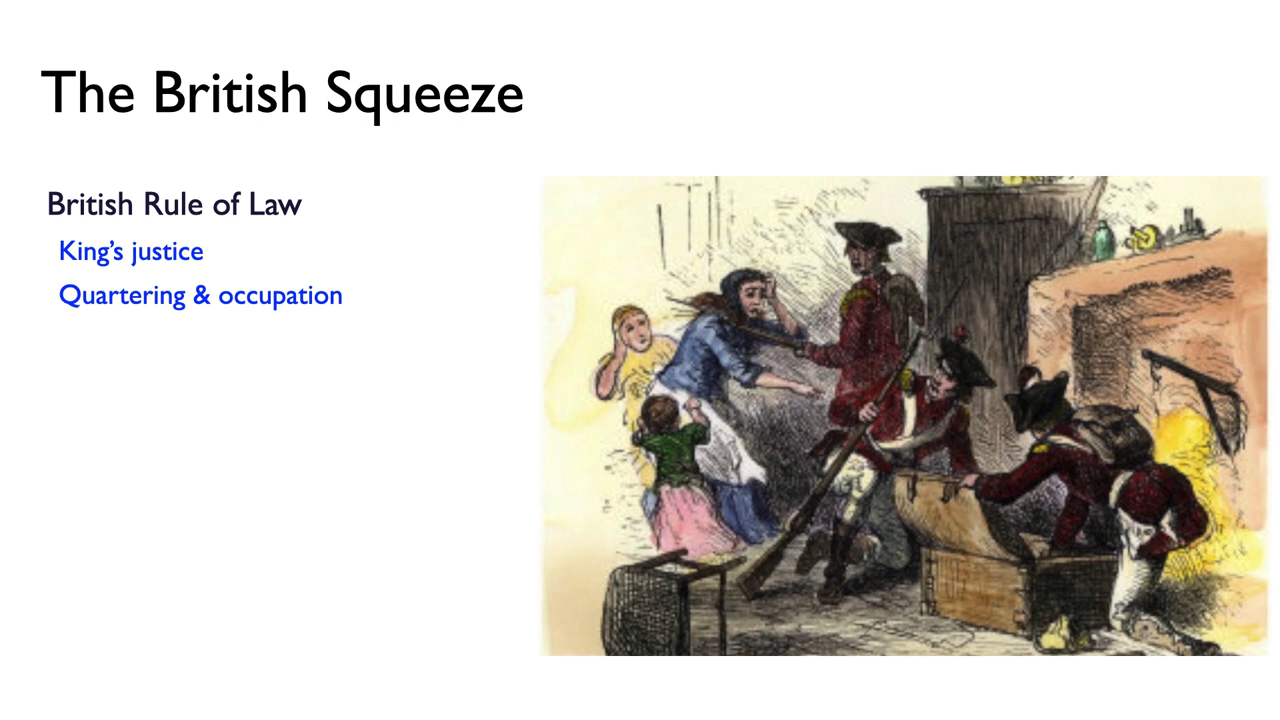 The British Squeeze
British Rule of Law
King’s justice
Quartering & occupation